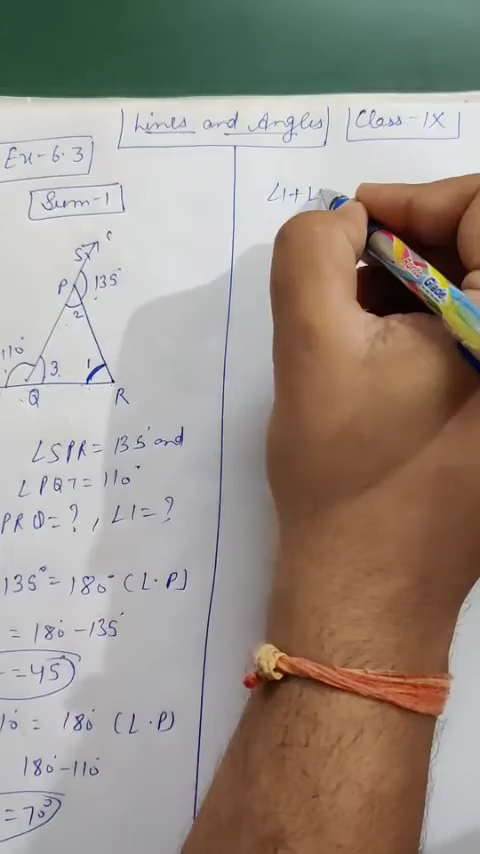 Lines and Angles
Class-IX
Ex-6.3
Sum-1
S
P 135°
2
110° 3 1
Q R
∠SPR = 135° and
∠PQT = 110°
PRQ = ?, ∠1 = ?
135° = 180° (L.P)
= 180° - 135°
= 45°
10° = 180° (L.P)
180° - 110°
= 70°
∠1 + ∠